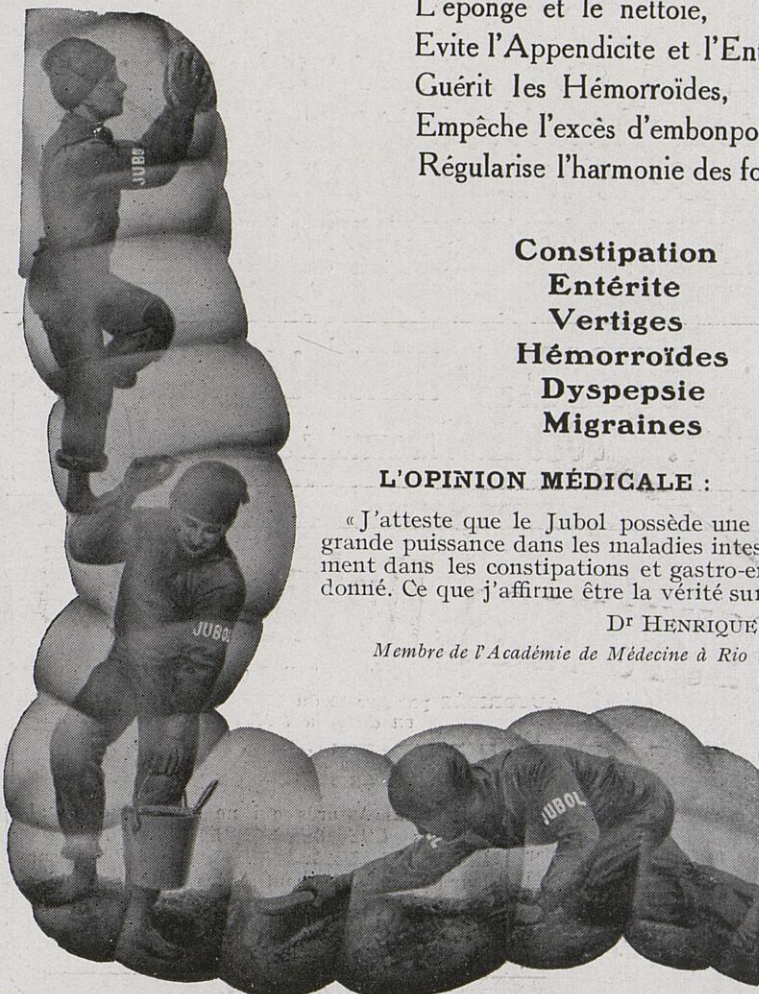 L'éponge et le nettoie,
Evite l'Appendicite et l'Ent
Guérit les Hémorroïdes,
Empêche l'excès d'embonpo
Régularise l'harmonie des fo
Constipation
Entérite
Vertiges
Hémorroïdes
Dyspepsie
Migraines
L'OPINION MÉDICALE :
« J'atteste que le Jubol possède une
grande puissance dans les maladies intes
ment dans les constipations et gastro-en
donné. Ce que j'affirme être la vérité sur
Dr HENRIQUE
Membre de l'Académie de Médecine à Rio
JUBO
JUBOL
JUBOL